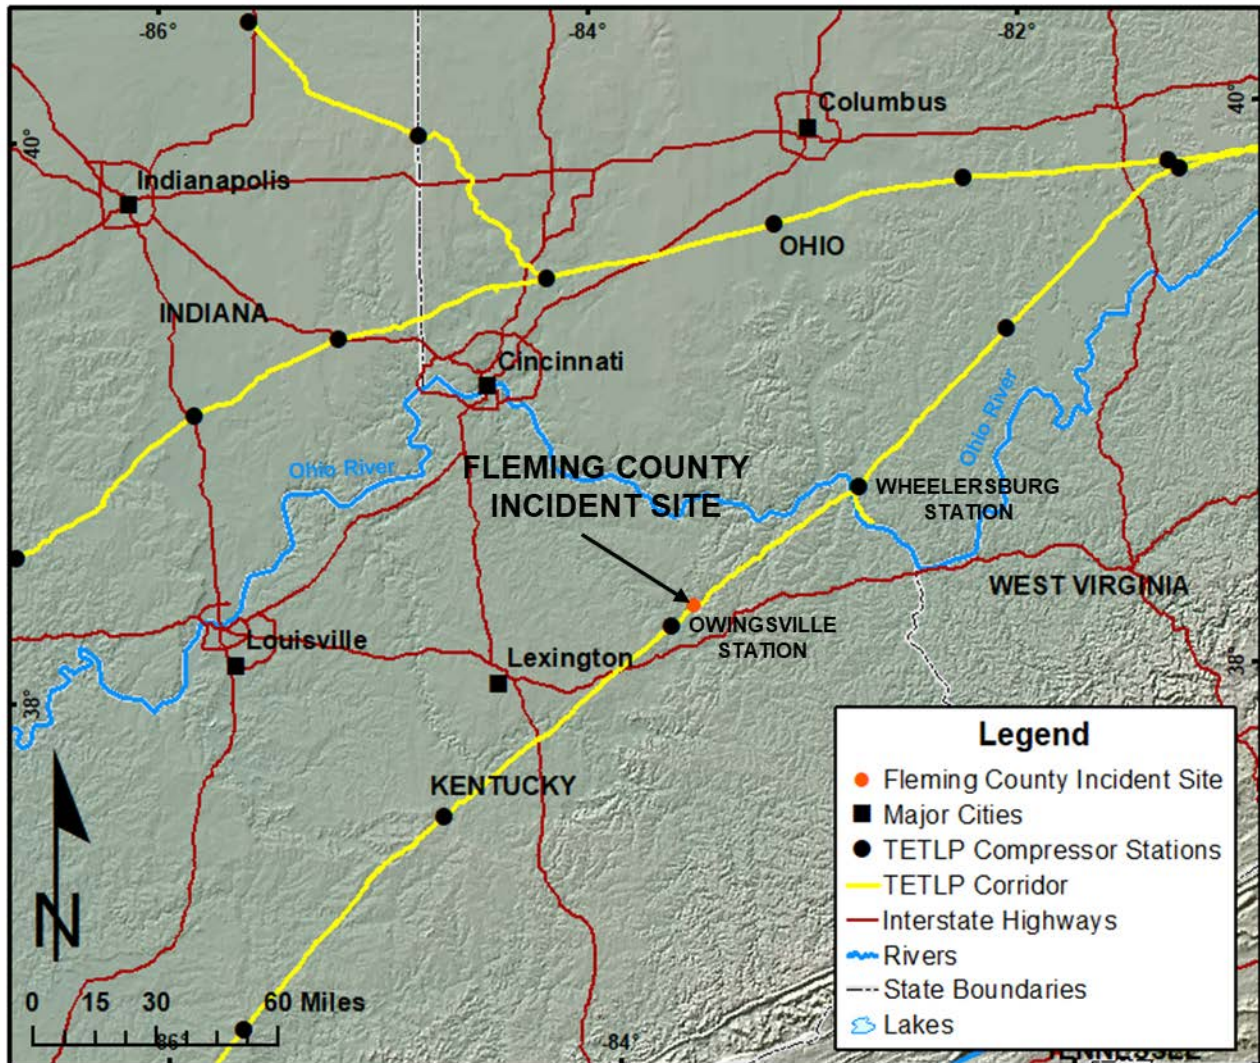 -86°
-84°
-82°
40°
40°
Columbus
Indianapolis
OHIO
INDIANA
Cincinnati
Ohio River
Ohio River
FLEMING COUNTY
INCIDENT SITE
WHEELERSBURG
STATION
WEST VIRGINIA
OWINGSVILLE
STATION
Louisville
Lexington
38°
38°
KENTUCKY
N
0 15 30 60 Miles
-86°
-84°
Legend
Fleming County Incident Site
Major Cities
TETLP Compressor Stations
TETLP Corridor
Interstate Highways
Rivers
State Boundaries
Lakes
TENNESSEE